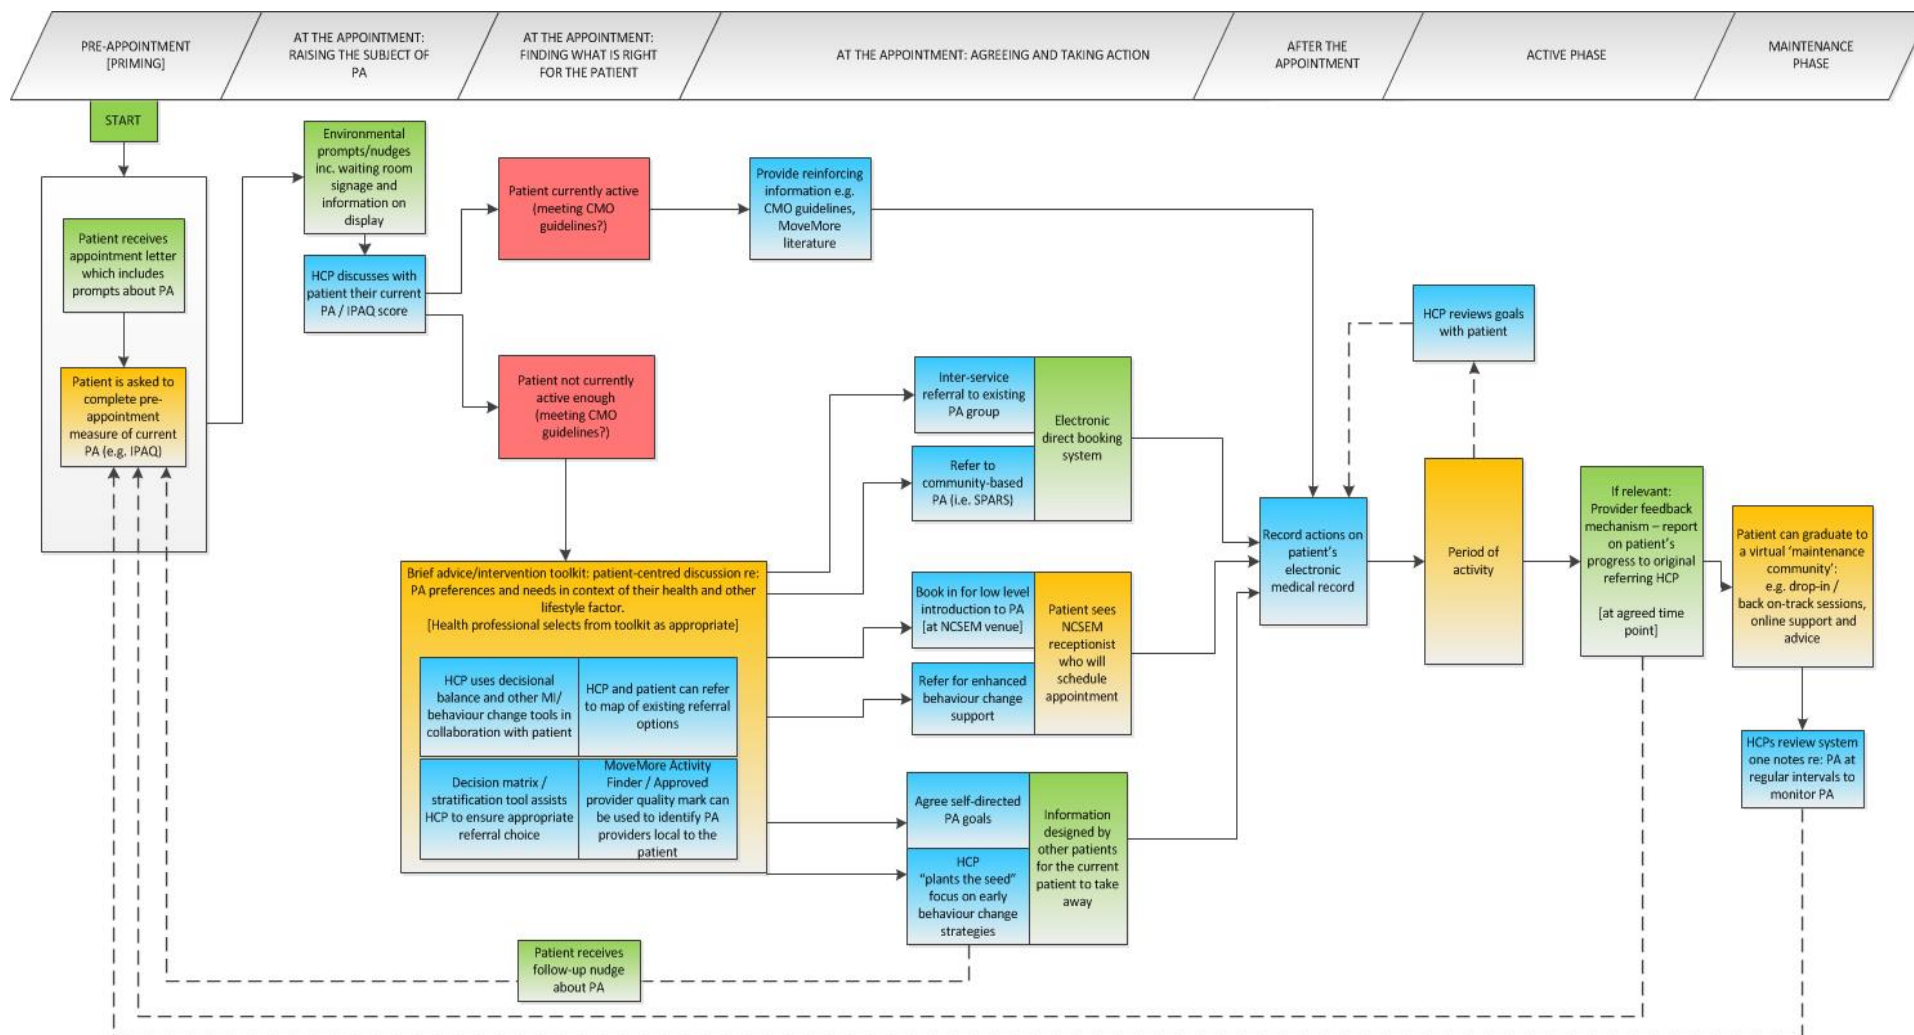 PRE-APPOINTMENT
[PRIMING]
AT THE APPOINTMENT:
RAISING THE SUBJECT OF
PA
AT THE APPOINTMENT:
FINDING WHAT IS RIGHT
FOR THE PATIENT
AT THE APPOINTMENT: AGREEING AND TAKING ACTION
AFTER THE
APPOINTMENT
ACTIVE PHASE
MAINTENANCE
PHASE
START
Patient receives
appointment letter
which includes
prompts about PA
Patient is asked to
complete pre-
appointment
measure of current
PA (e.g. IPAQ)
Environmental
prompts/nudges
inc. waiting room
signage and
information on
display
HCP discusses with
patient their current
PA / IPAQ score
Patient currently active
(meeting CMO
guidelines?)
Patient not currently
active enough
(meeting CMO
guidelines?)
Provide reinforcing
information e.g.
CMO guidelines,
MoveMore
literature
Brief advice/intervention toolkit: patient-centred discussion re:
PA preferences and needs in context of their health and other
lifestyle factor.
[Health professional selects from toolkit as appropriate]
HCP uses decisional
balance and other MI/
behaviour change tools in
collaboration with patient
HCP and patient can refer
to map of existing referral
options
Decision matrix /
stratification tool assists
HCP to ensure appropriate
referral choice
MoveMore Activity
Finder / Approved
provider quality mark can
be used to identify PA
providers local to the
patient
Inter-service
referral to existing
PA group
Refer to
community-based
PA (i.e. SPARS)
Electronic
direct booking
system
Book in for low level
introduction to PA
[at NCSEM venue]
Refer for enhanced
behaviour change
support
Patient sees
NCSEM
receptionist
who will
schedule
appointment
Agree self-directed
PA goals
HCP
"plants the seed"
focus on early
behaviour change
strategies
Information
designed by
other patients
for the current
patient to take
away
Patient receives
follow-up nudge
about PA
Record actions on
patient's
electronic
medical record
HCP reviews goals
with patient
Period of
activity
If relevant:
Provider feedback
mechanism – report
on patient's
progress to original
referring HCP
[at agreed time
point]
Patient can graduate to
a virtual 'maintenance
community':
e.g. drop-in /
back on-track sessions,
online support and
advice
HCPs review system
one notes re: PA at
regular intervals to
monitor PA